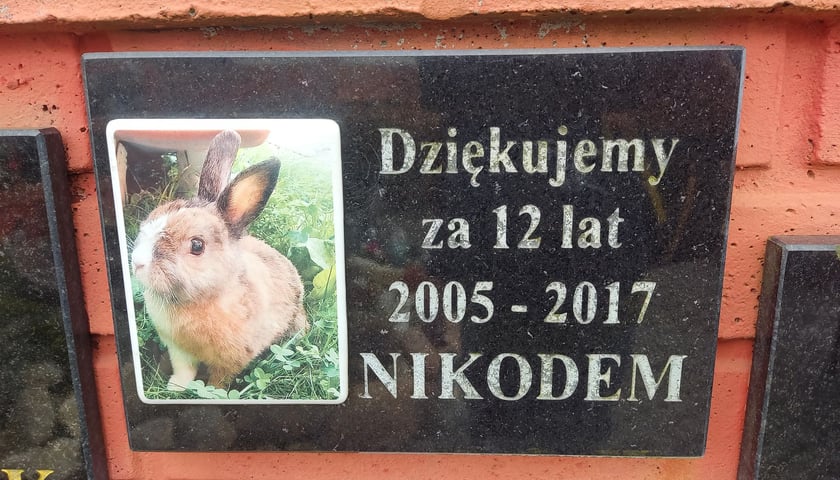 Dziękujemy
za 12 lat
2005 - 2017
NIKODEM